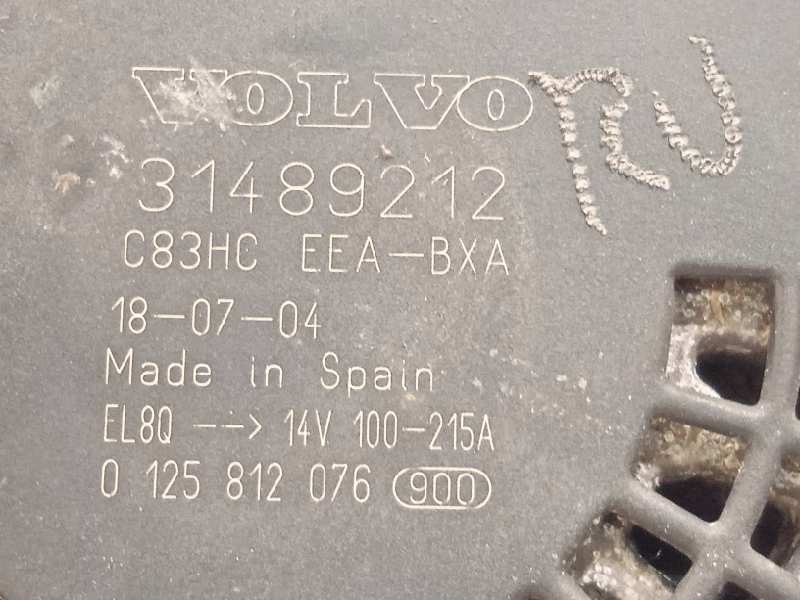 VOLVO
31489212
C83HC EEA-BXA
18-07-04
Made in Spain
EL8Q --> 14V 100-215A
0 125 812 076 900